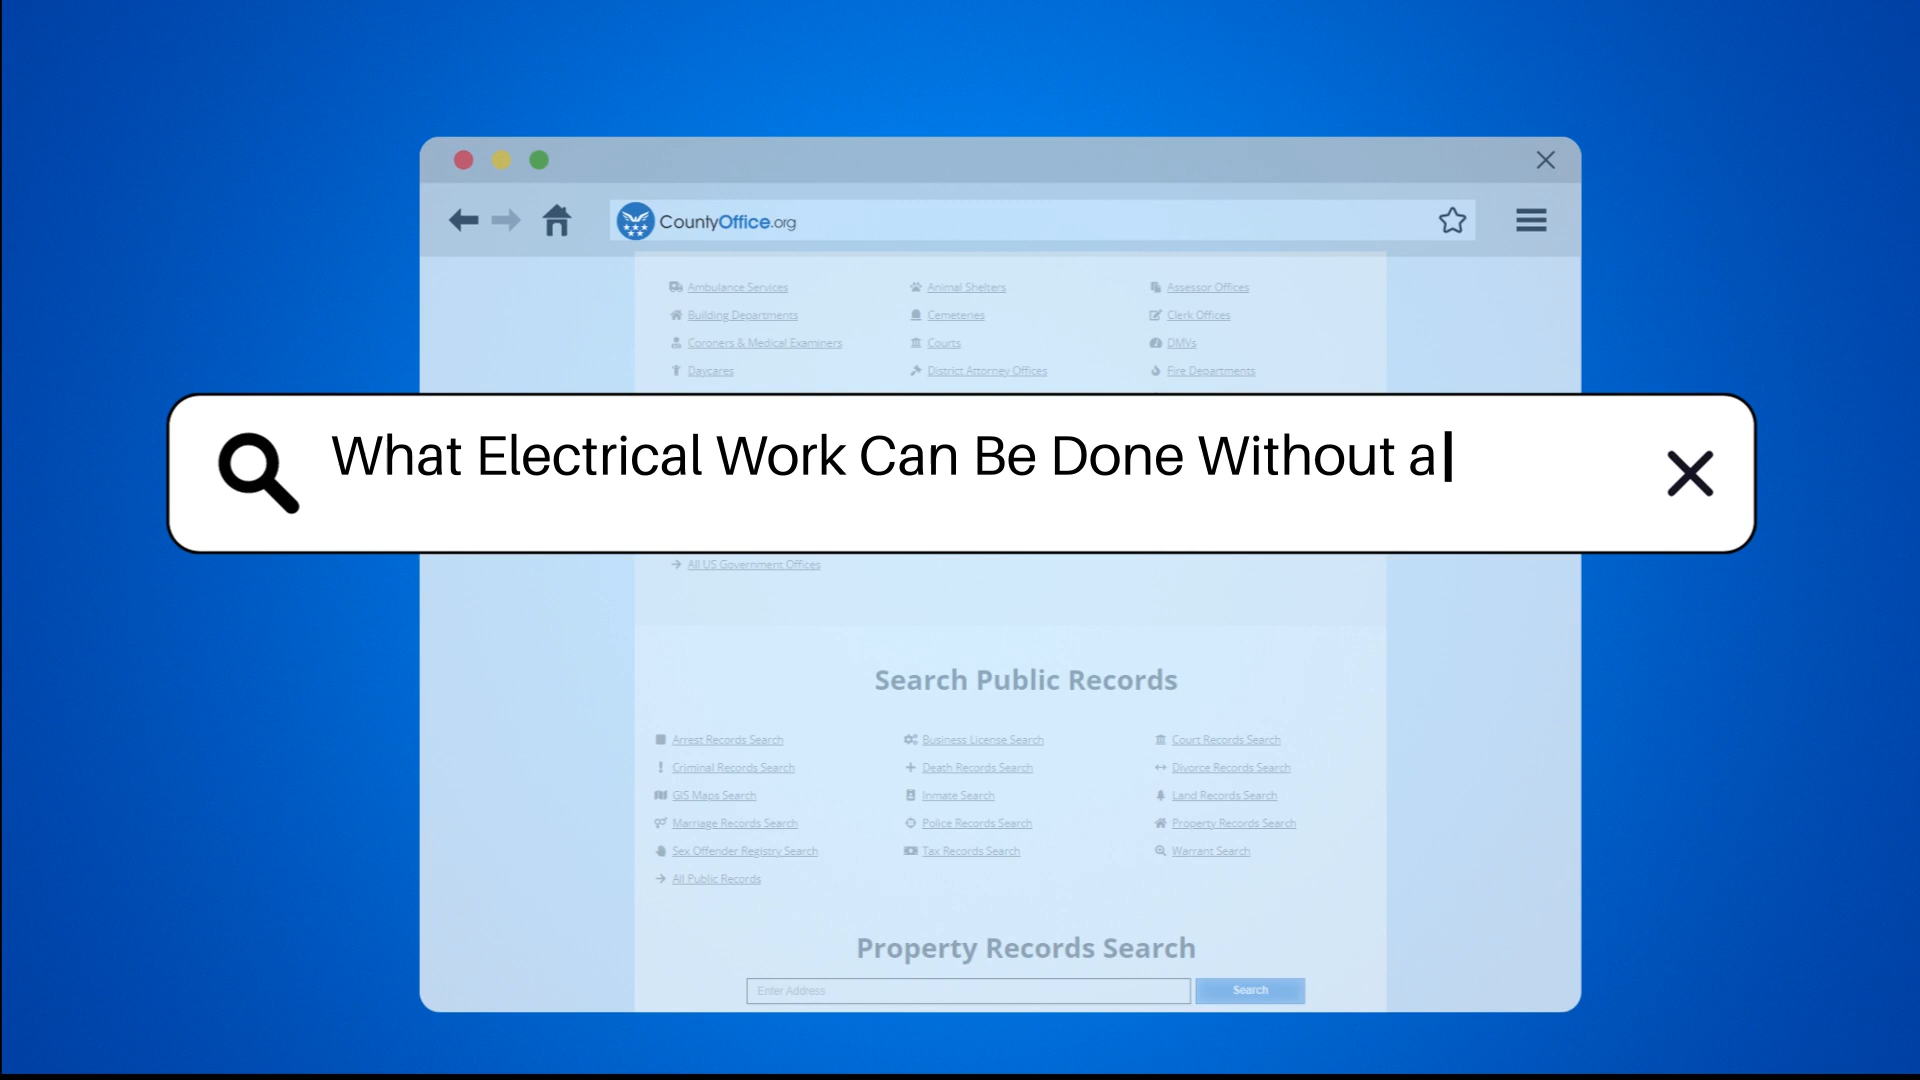 CountyOffice.org
Ambulance Services Animal Shelters Assessor Offices
Building Departments Cemeteries Clerk Offices
Coroners & Medical Examiners Courts DMVs
Daycares District Attorney Offices Fire Departments
What Electrical Work Can Be Done Without a
All US Government Offices
Search Public Records
Arrest Records Search Business License Search Court Records Search
Criminal Records Search Death Records Search Divorce Records Search
GIS Maps Search Inmate Search Land Records Search
Marriage Records Search Police Records Search Property Records Search
Sex Offender Registry Search Tax Records Search Warrant Search
All Public Records
Property Records Search
Enter Address Search